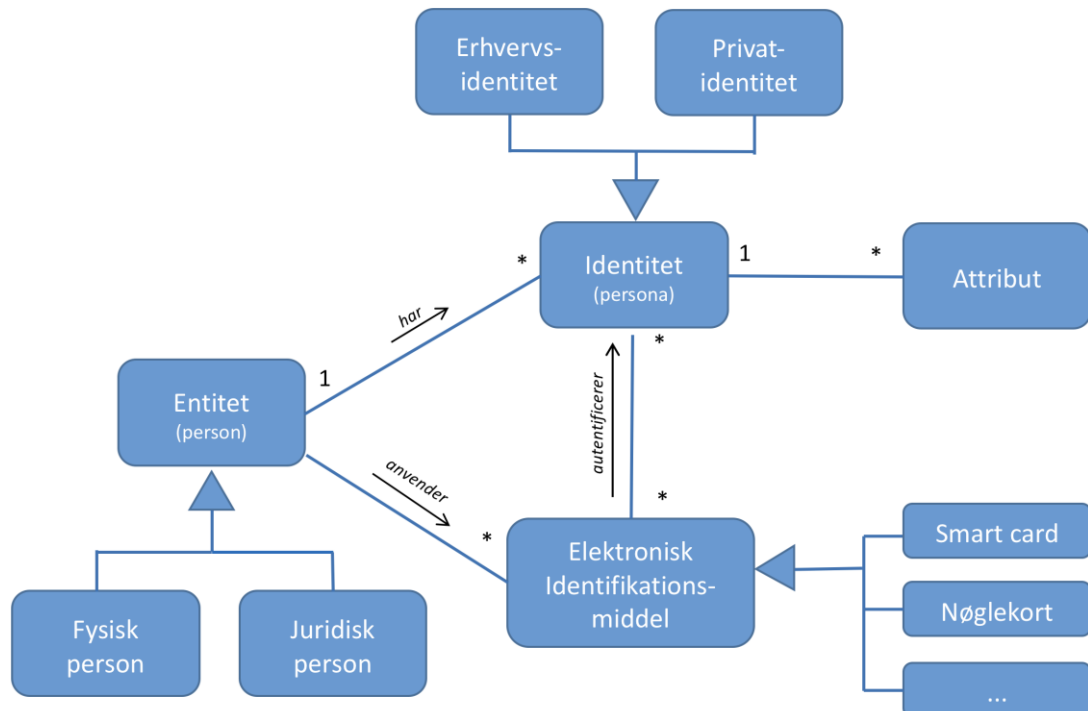 Erhvervs-
identitet
Privat-
identitet
*
Identitet
(persona)
1
*
Attribut
har
*
1
Entitet
(person)
autentificerer
anvender
*
*
Elektronisk
Identifikations-
middel
Smart card
Nøglekort
...
Fysisk
person
Juridisk
person